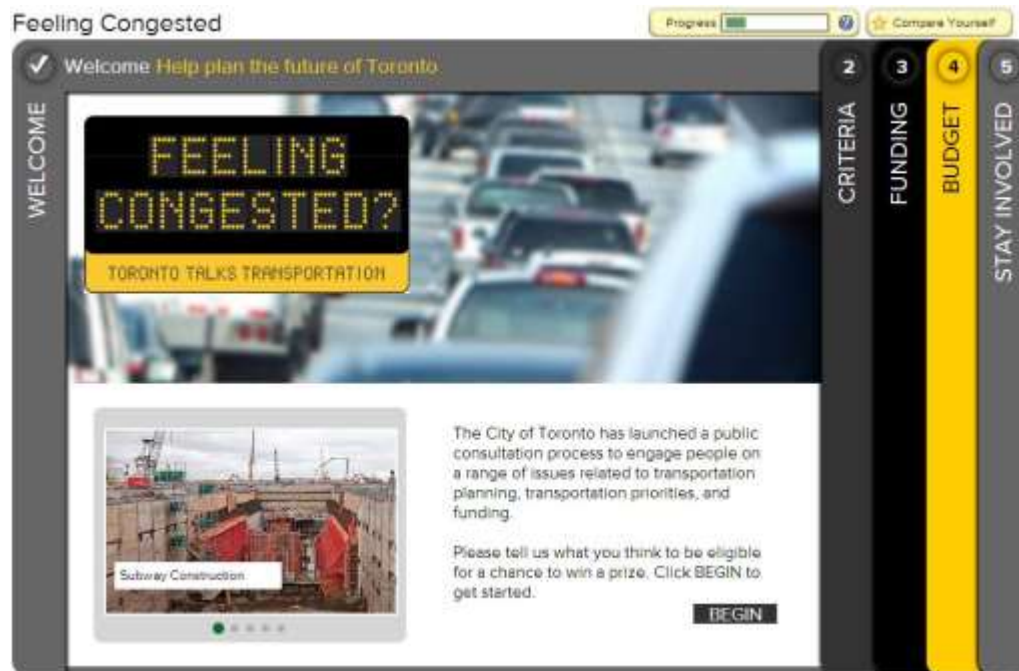 Feeling Congested
Progress
?
Compare Yourself
Welcome Help plan the future of Toronto
WELCOME
FEELING
CONGESTED?
TORONTO TALKS TRANSPORTATION
Subway Construction
The City of Toronto has launched a public
consultation process to engage people on
a range of issues related to transportation
planning, transportation priorities, and
funding.
Please tell us what you think to be eligible
for a chance to win a prize. Click BEGIN to
get started.
BEGIN
2
CRITERIA
3
FUNDING
4
BUDGET
5
STAY INVOLVED